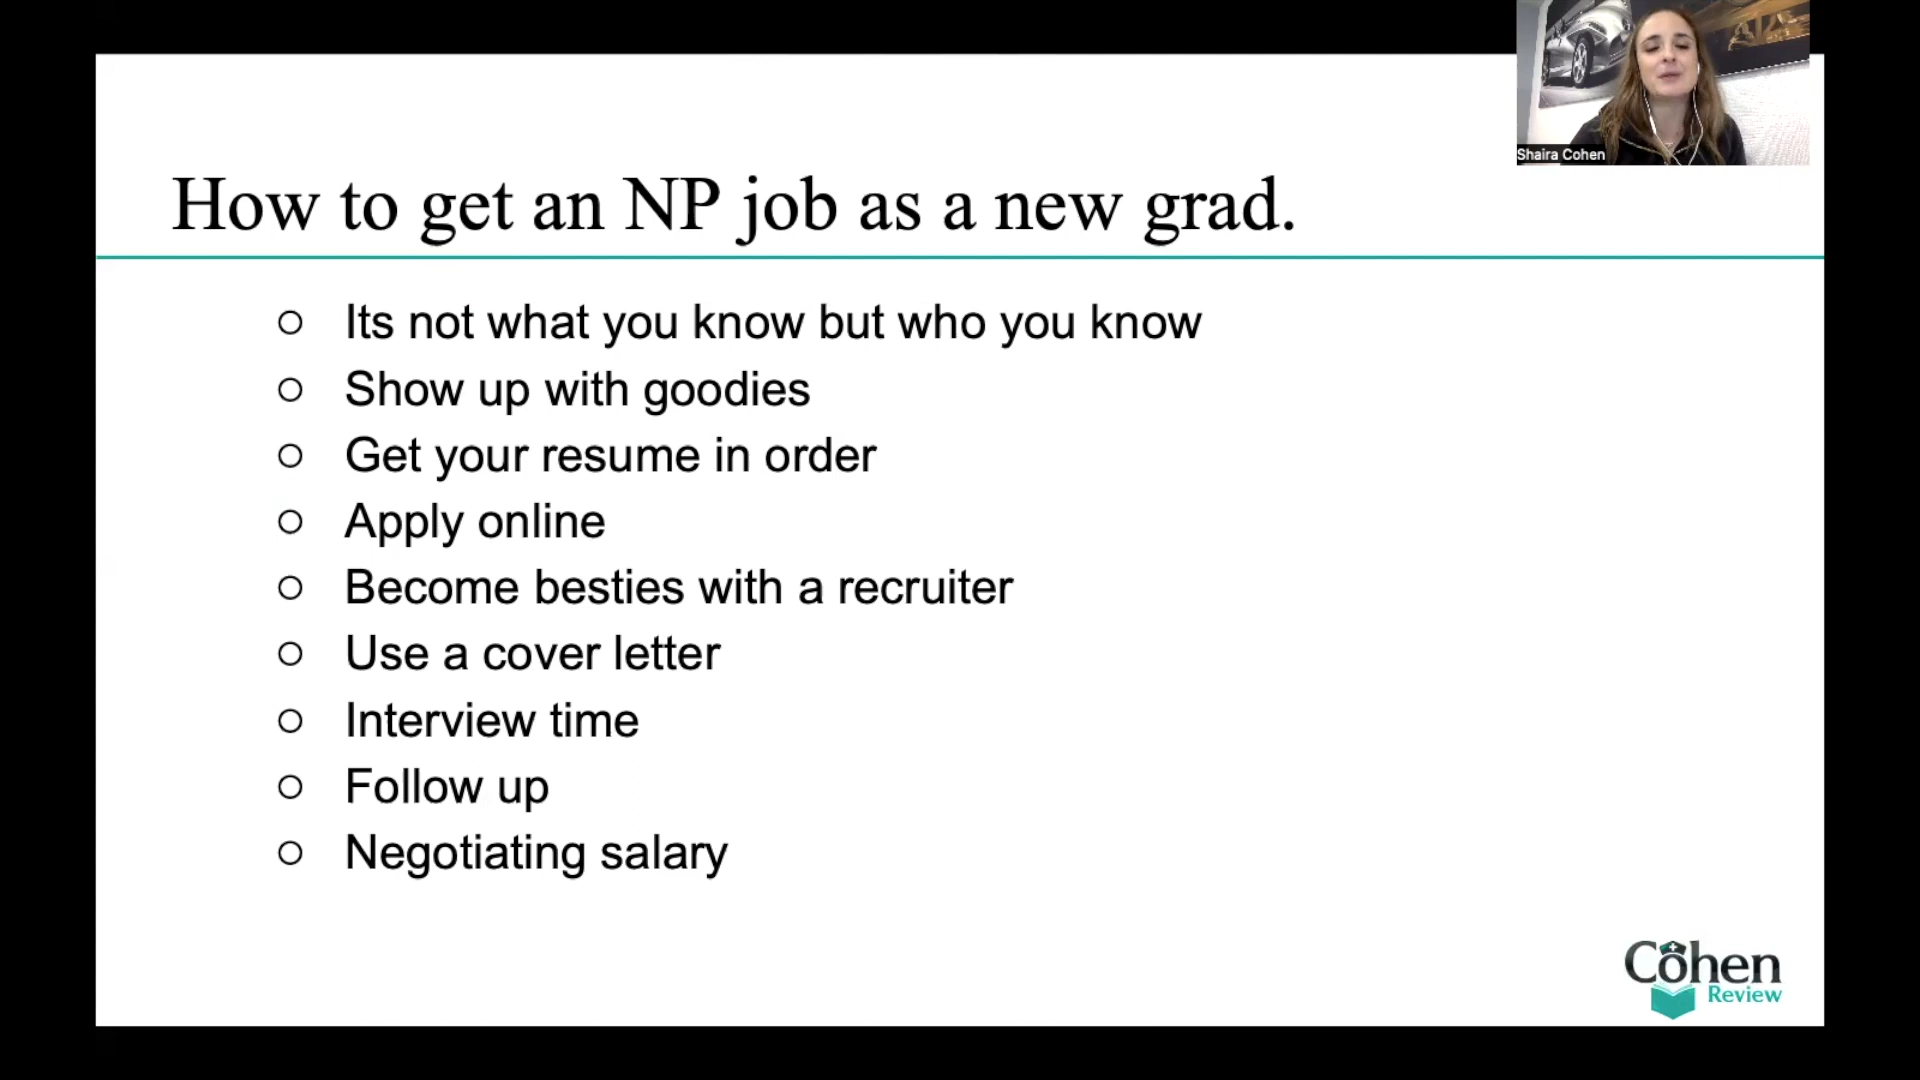 Shaira Cohen
How to get an NP job as a new grad.
Its not what you know but who you know
Show up with goodies
Get your resume in order
Apply online
Become besties with a recruiter
Use a cover letter
Interview time
Follow up
Negotiating salary
Cohen
Review